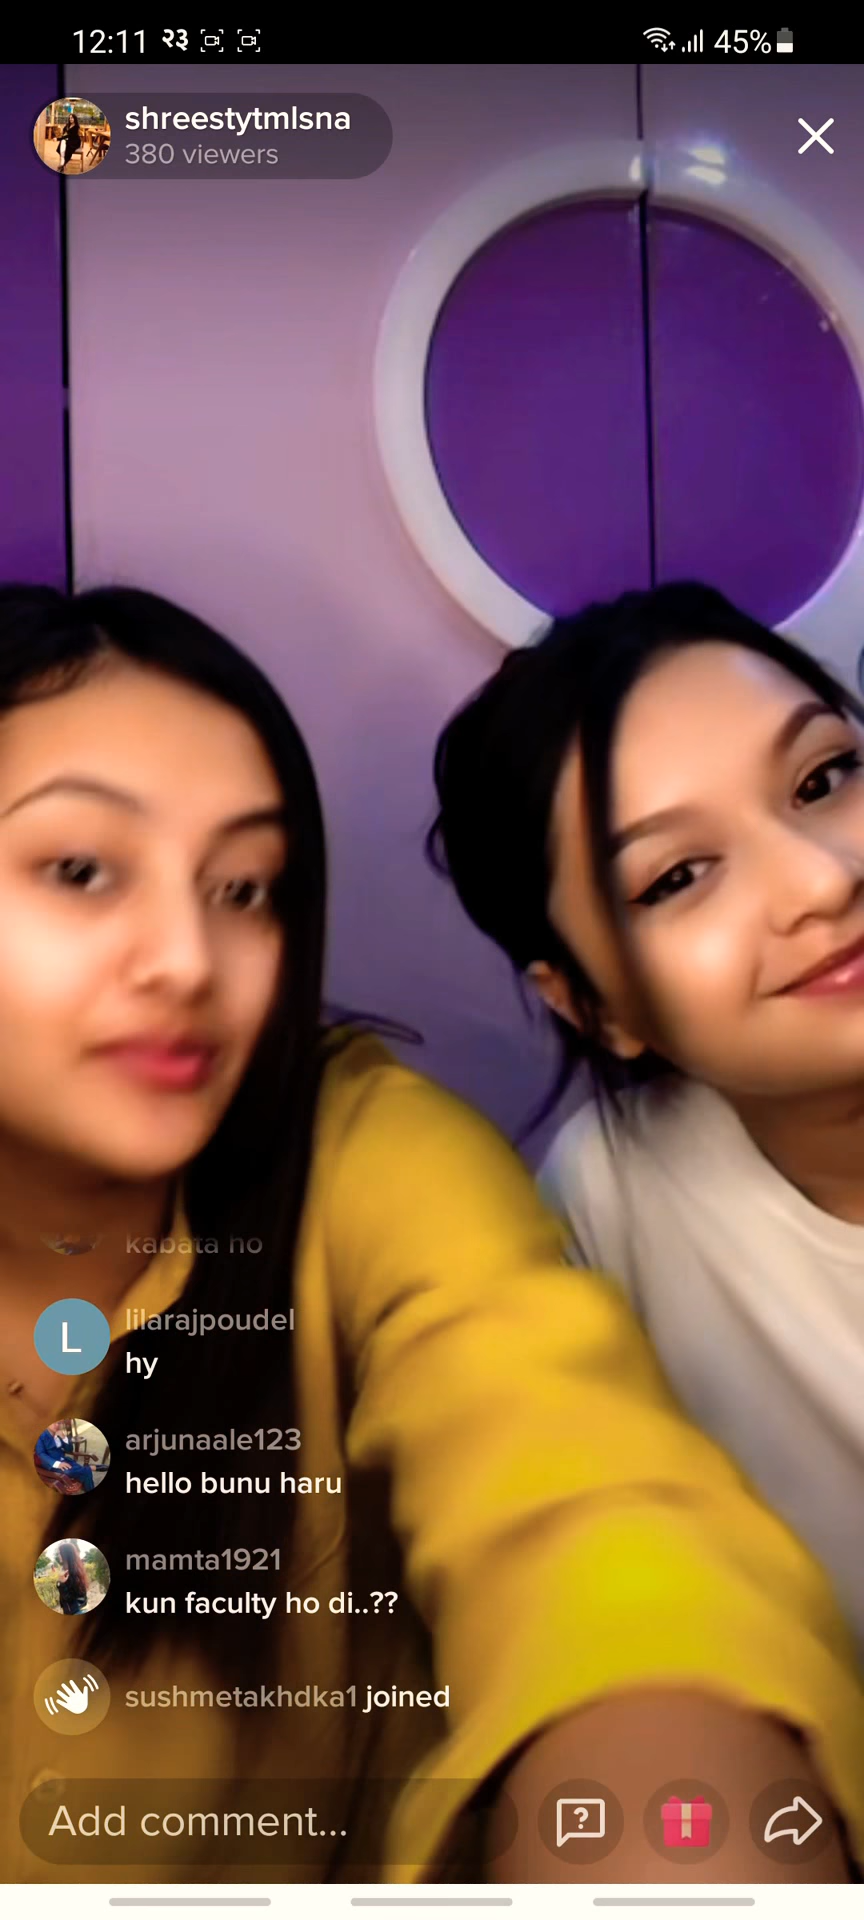 12:11 २३ 45%
shreestytmlsna
380 viewers
kabata ho
L
lilarajpoudel
hy
arjunaale123
hello bunu haru
mamta1921
kun faculty ho di..??
sushmetakhdka1 joined
Add comment...
?